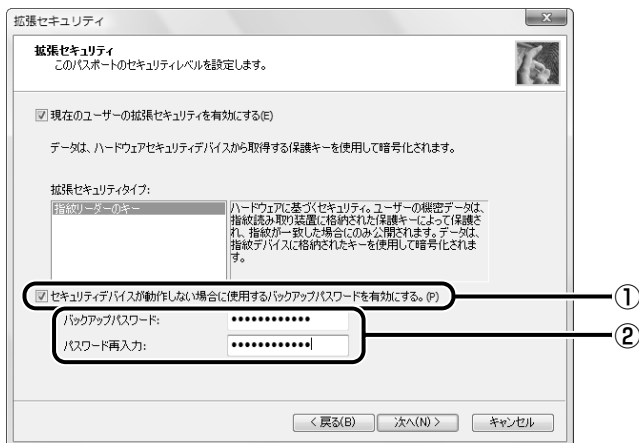 拡張セキュリティ
拡張セキュリティ
このパスポートのセキュリティレベルを設定します。
現在のユーザーの拡張セキュリティを有効にする(E)
データは、ハードウェアセキュリティデバイスから取得する保護キーを使用して暗号化されます。
拡張セキュリティタイプ:
指紋リーダーのキー
ハードウェアに基づくセキュリティ。ユーザーの機密データは、
指紋読み取り装置に格納された保護キーによって保護さ
れ、指紋が一致した場合にのみ公開されます。データは、
指紋デバイスに格納されたキーを使用して暗号化されま
す。
セキュリティデバイスが動作しない場合に使用するバックアップパスワードを有効にする。(P)
①
バックアップパスワード: ••••••••••••
②
パスワード再入力: ••••••••••••
< 戻る(B) 次へ(N) > キャンセル